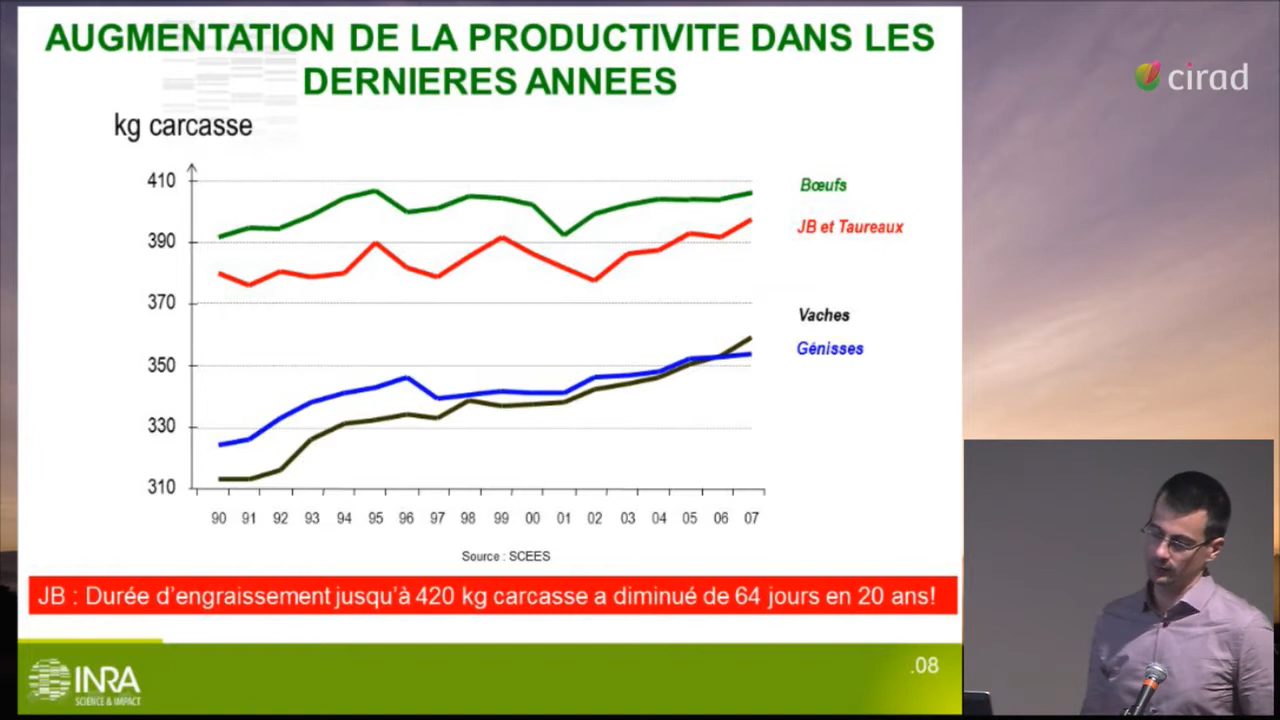 AUGMENTATION DE LA PRODUCTIVITE DANS LES
DERNIERES ANNEES
cirad
kg carcasse
410
390
370
350
330
310
90 91 92 93 94 95 96 97 98 99 00 01 02 03 04 05 06 07
Bœufs
JB et Taureaux
Vaches
Génisses
Source : SCEES
JB : Durée d'engraissement jusqu'à 420 kg carcasse a diminué de 64 jours en 20 ans!
INRA
SCIENCE & IMPACT
.08